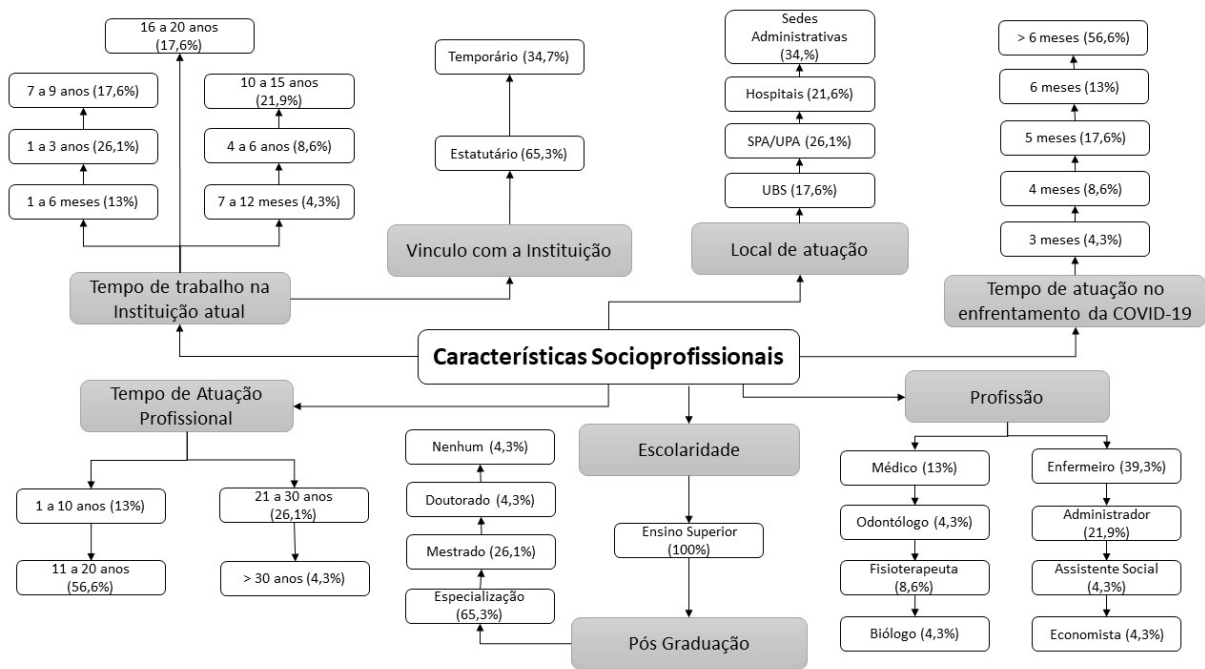 16 a 20 anos
(17,6%)
7 a 9 anos (17,6%)
10 a 15 anos
(21,9%)
1 a 3 anos (26,1%)
4 a 6 anos (8,6%)
1 a 6 meses (13%)
7 a 12 meses (4,3%)
Tempo de trabalho na
Instituição atual
Temporário (34,7%)
Estatutário (65,3%)
Vinculo com a Instituição
Sedes
Administrativas
(34,%)
Hospitais (21,6%)
SPA/UPA (26,1%)
UBS (17,6%)
Local de atuação
> 6 meses (56,6%)
6 meses (13%)
5 meses (17,6%)
4 meses (8,6%)
3 meses (4,3%)
Tempo de atuação no
enfrentamento da COVID-19
Características Socioprofissionais
Tempo de Atuação
Profissional
1 a 10 anos (13%)
11 a 20 anos
(56,6%)
21 a 30 anos
(26,1%)
> 30 anos (4,3%)
Nenhum (4,3%)
Doutorado (4,3%)
Mestrado (26,1%)
Especialização
(65,3%)
Escolaridade
Ensino Superior
(100%)
Pós Graduação
Profissão
Médico (13%)
Odontólogo (4,3%)
Fisioterapeuta
(8,6%)
Biólogo (4,3%)
Enfermeiro (39,3%)
Administrador
(21,9%)
Assistente Social
(4,3%)
Economista (4,3%)